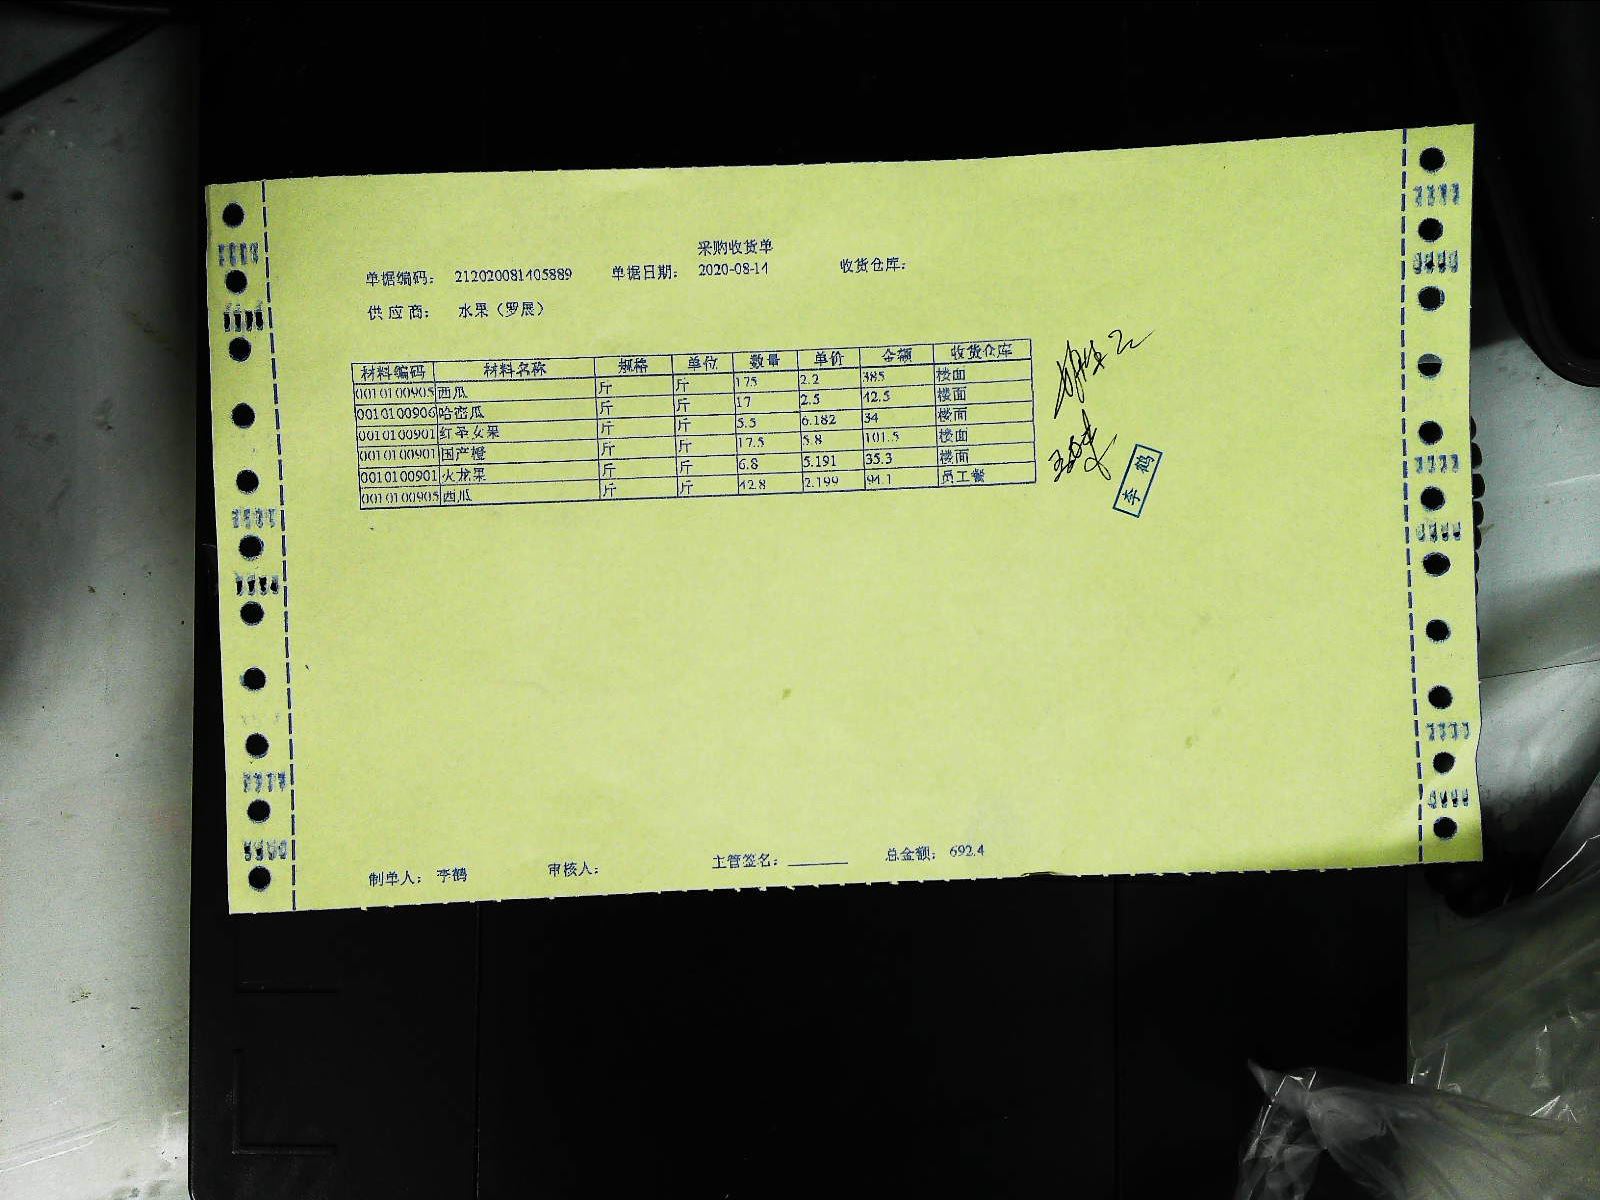 采购收货单
单据编码： 212020081405889 单据日期： 2020-08-14 收货仓库：
供应商： 水果（罗展）
材料编码 材料名称 规格 单位 数量 单价 金额 收货仓库
0010100905 西瓜 斤 斤 175 2.2 385 楼面
0010100906 哈密瓜 斤 斤 17 2.5 42.5 楼面
0010100901 红圣女果 斤 斤 5.5 6.182 34 楼面
0010100901 国产橙 斤 斤 17.5 5.8 101.5 楼面
0010100901 火龙果 斤 斤 6.8 5.191 35.3 楼面
0010100905 西瓜 斤 斤 42.8 2.199 94.1 员工餐
李鹤
制单人： 李鹤 审核人： 主管签名： 总金额： 692.4